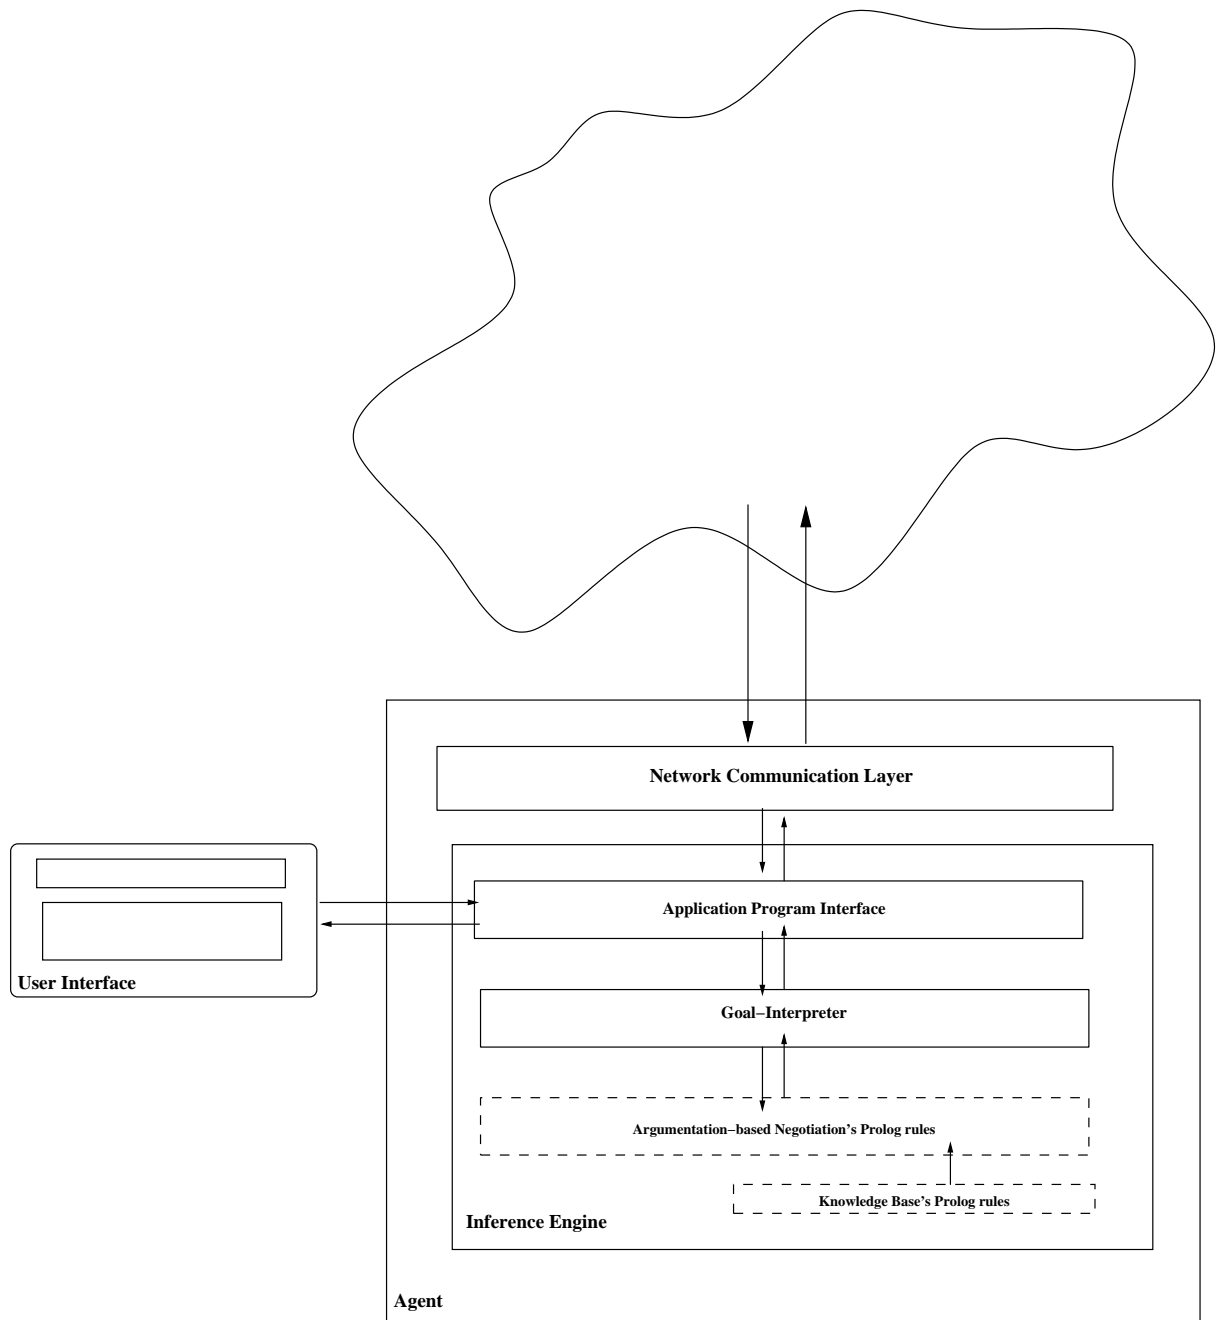 Network Communication Layer
Application Program Interface
User Interface
Goal−Interpreter
Argumentation−based Negotiation's Prolog rules
Knowledge Base's Prolog rules
Inference Engine
Agent